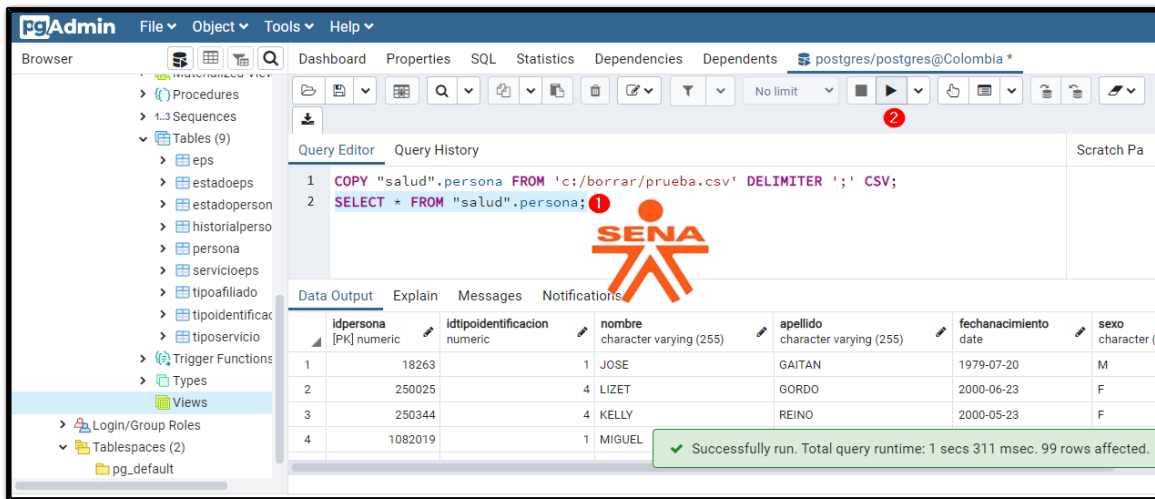 pgAdmin File Object Tools Help
Browser Dashboard Properties SQL Statistics Dependencies Dependents postgres/postgres@Colombia *
Procedures
No limit
1..3 Sequences
2
Tables (9)
eps
Query Editor Query History Scratch Pa
estadoeps
1 COPY "salud".persona FROM 'c:/borrar/prueba.csv' DELIMITER ';' CSV;
estadoperson
2 SELECT * FROM "salud".persona; 1
historialperso
SENA
persona
servicioeps
tipoafiliado
Data Output Explain Messages Notifications
tipoidentificac
idpersona idtipoidentificacion nombre apellido fechanacimiento sexo
[PK] numeric numeric character varying (255) character varying (255) date character (
tiposervicio
Trigger Functions
1 18263 1 JOSE GAITAN 1979-07-20 M
Types
2 250025 4 LIZET GORDO 2000-06-23 F
Views
3 250344 4 KELLY REINO 2000-05-23 F
Login/Group Roles
4 1082019 1 MIGUEL
Tablespaces (2)
Successfully run. Total query runtime: 1 secs 311 msec. 99 rows affected.
pg_default